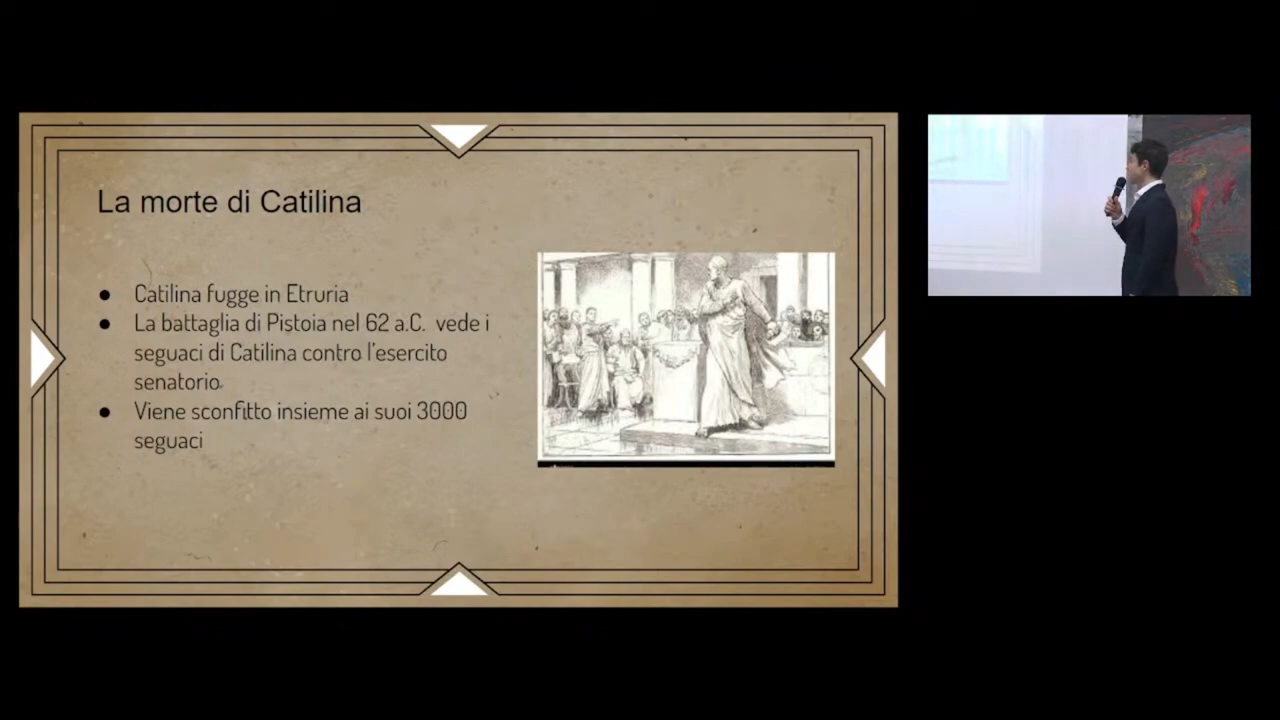 La morte di Catilina
● Catilina fugge in Etruria
● La battaglia di Pistoia nel 62 a.C. vede i
seguaci di Catilina contro l'esercito
senatorio.
● Viene sconfitto insieme ai suoi 3000
seguaci